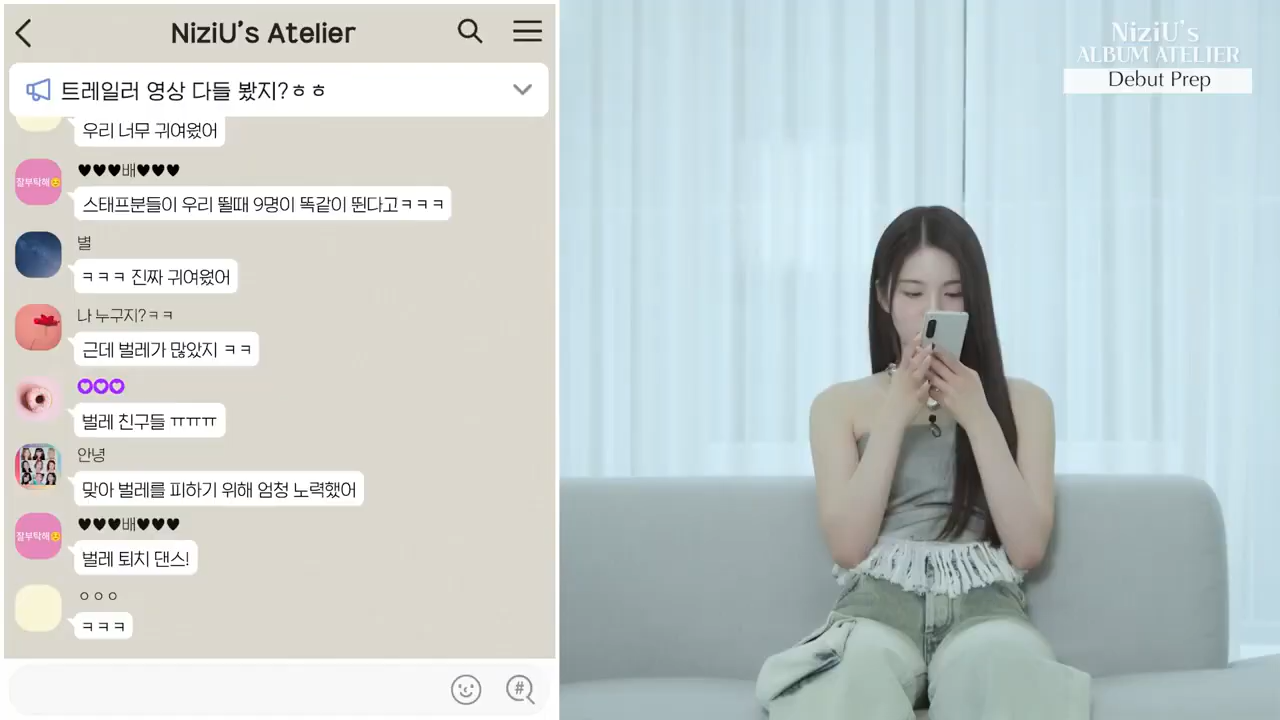 NiziU's Atelier
트레일러 영상 다들 봤지?ㅎㅎ
우리 너무 귀여웠어
♥♥♥배♥♥♥
잘부탁해☺️
스태프분들이 우리 뛸때 9명이 똑같이 뛴다고ㅋㅋㅋ
별
ㅋㅋㅋ 진짜 귀여웠어
나 누구지?ㅋㅋ
근데 벌레가 많았지 ㅋㅋ
💜💜💜
벌레 친구들 ㅠㅠㅠ
안녕
맞아 벌레를 피하기 위해 엄청 노력했어
♥♥♥배♥♥♥
잘부탁해☺️
벌레 퇴치 댄스!
ㅇㅇㅇ
ㅋㅋㅋ
#
NiziU's
ALBUM ATELIER
Debut Prep